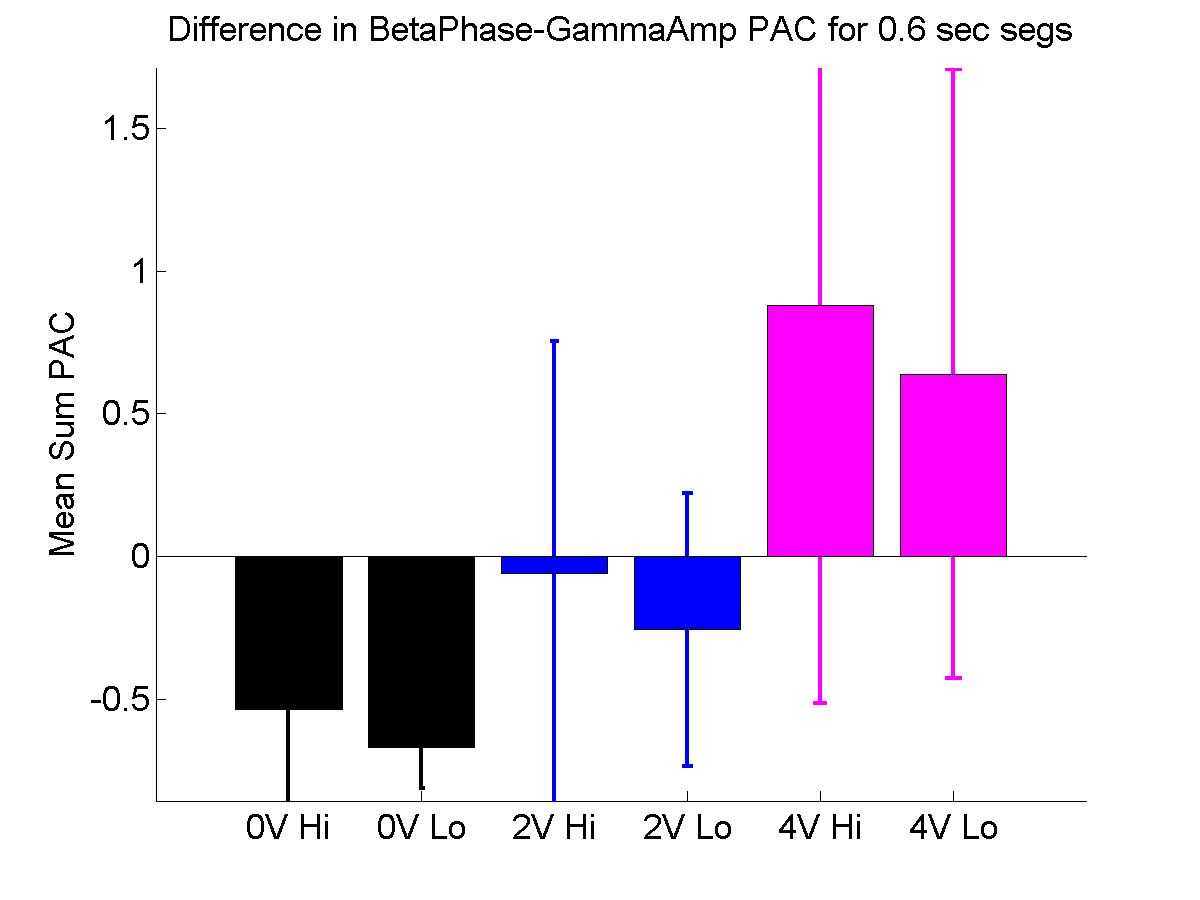 Difference in BetaPhase-GammaAmp PAC for 0.6 sec segs
1.5
1
0.5
0
-0.5
Mean Sum PAC
0V Hi 0V Lo 2V Hi 2V Lo 4V Hi 4V Lo